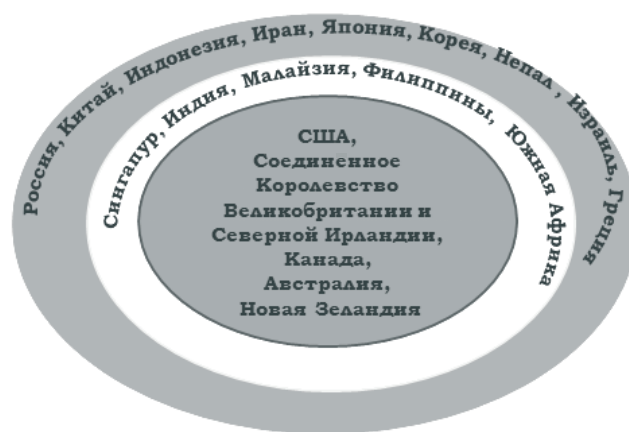 Россия, Китай, Индонезия, Иран, Япония, Корея, Непал , Израиль, Греция
Сингапур, Индия, Малайзия, Филиппины, Южная Африка
США,
Соединенное
Королевство
Великобритании и
Северной Ирландии,
Канада,
Австралия,
Новая Зеландия